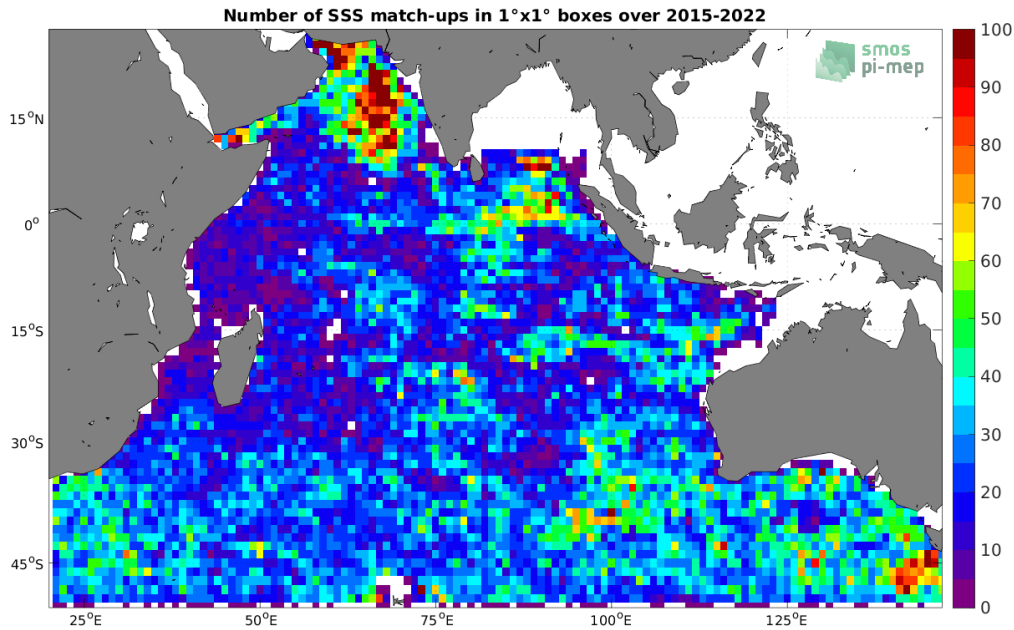 Number of SSS match-ups in 1°x1° boxes over 2015-2022
smos
pi-mep
100
90
80
70
60
50
40
30
20
10
0
15°N
0°
15°S
30°S
45°S
25°E
50°E
75°E
100°E
125°E